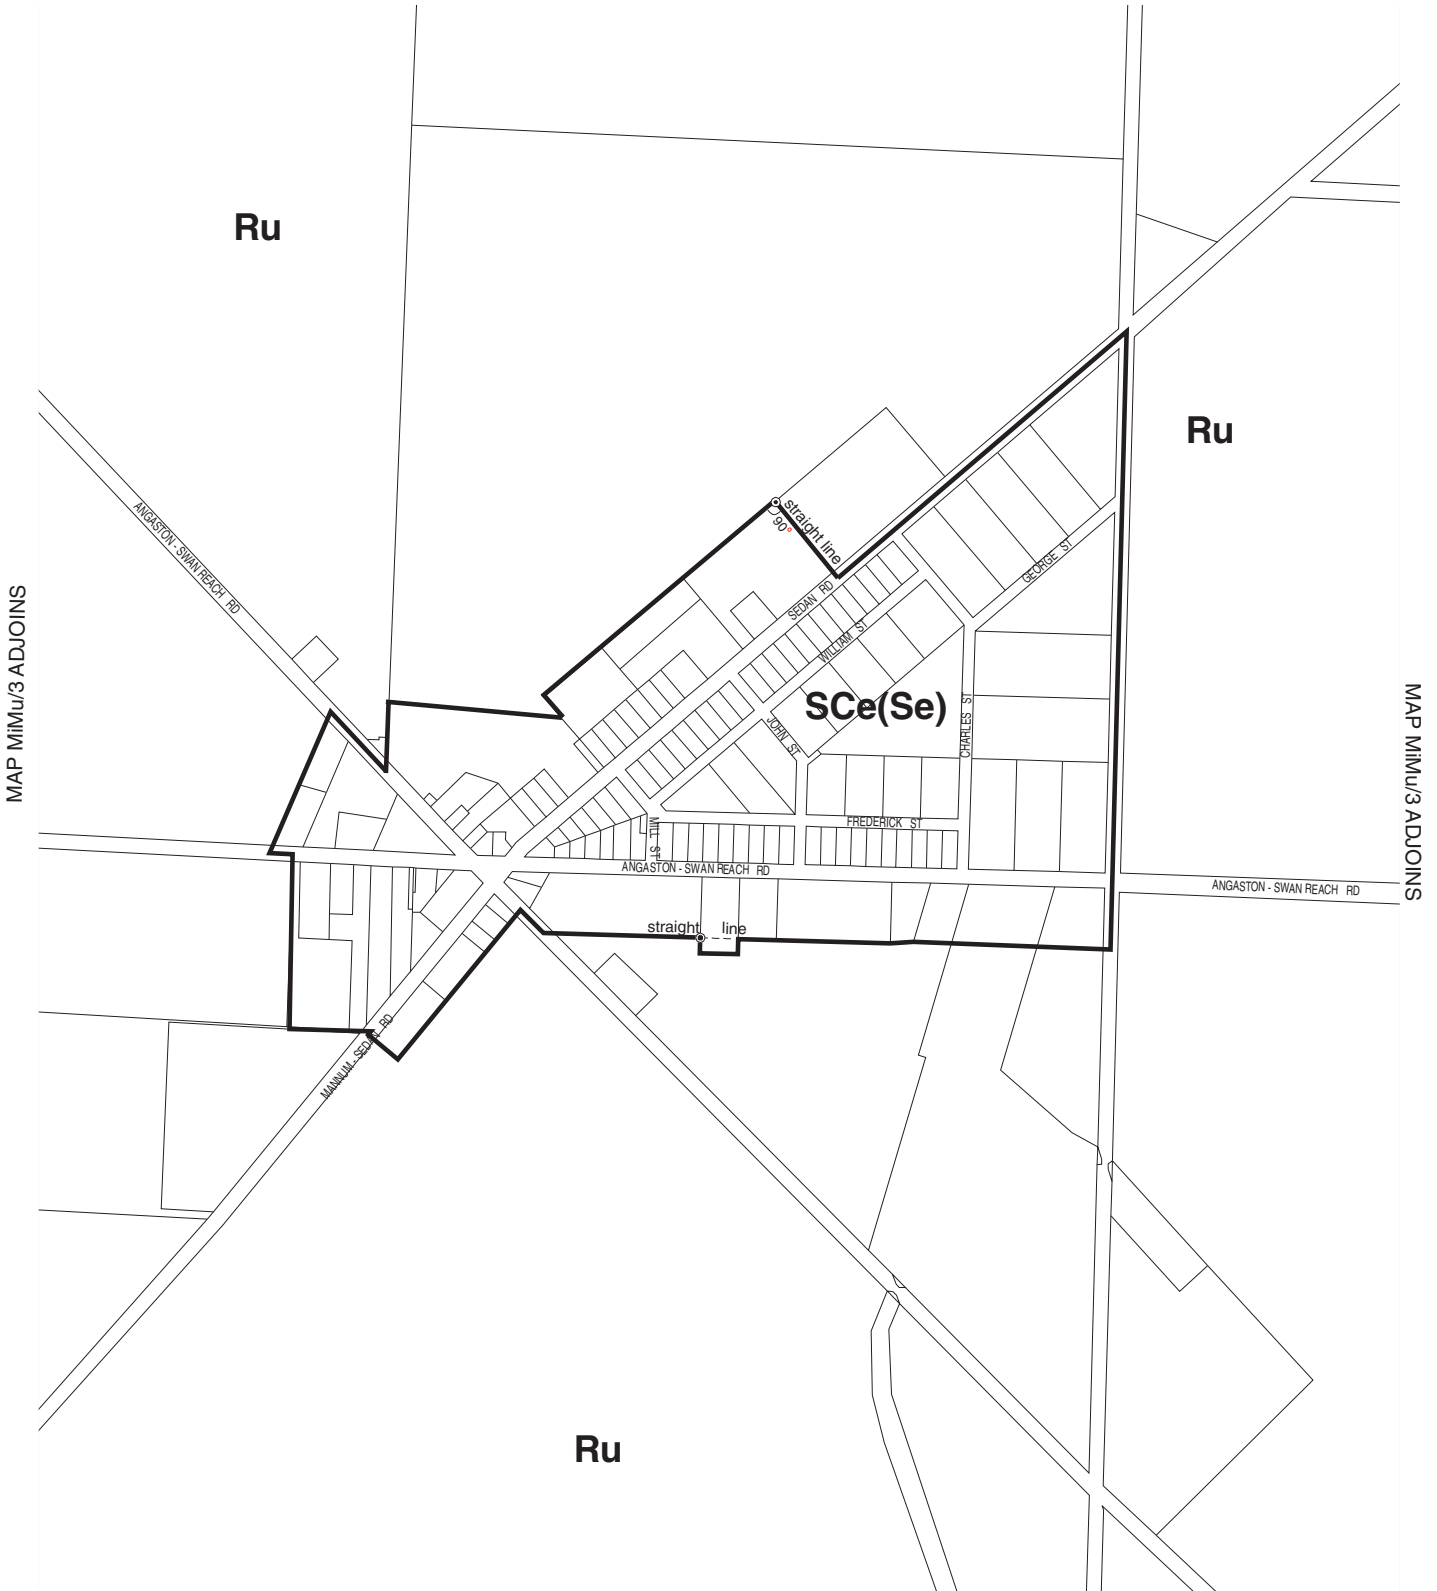 Ru
Ru
ANGASTON - SWAN REACH RD
straight line
90°
SEDAN RD
GEORGE ST
WILLIAM ST
MAP MiMu/3 ADJOINS
SCe(Se)
JOHN ST
CHARLES ST
MAP MiMu/3 ADJOINS
MILL ST
FREDERICK ST
ANGASTON - SWAN REACH RD
ANGASTON - SWAN REACH RD
straight line
MANNUM - SEDAN RD
Ru